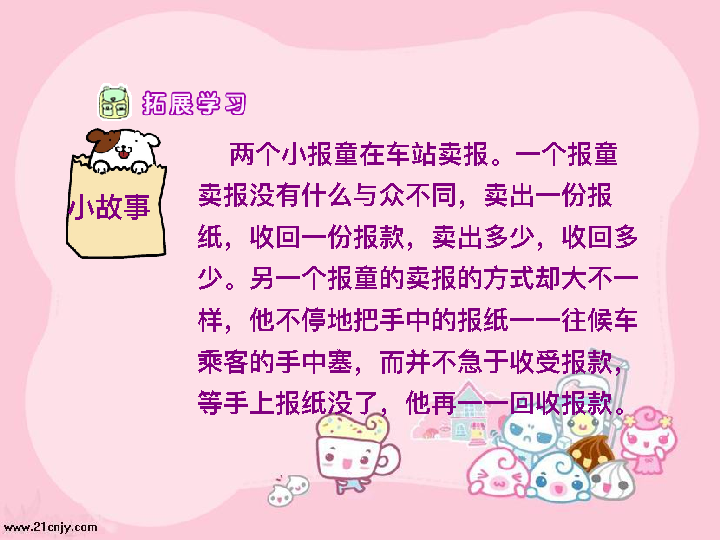 拓展学习
小故事
两个小报童在车站卖报。一个报童
卖报没有什么与众不同，卖出一份报
纸，收回一份报款，卖出多少，收回多
少。另一个报童的卖报的方式却大不一
样，他不停地把手中的报纸一一往候车
乘客的手中塞，而并不急于收受报款，
等手上报纸没了，他再一一回收报款。
www.21cnjy.com